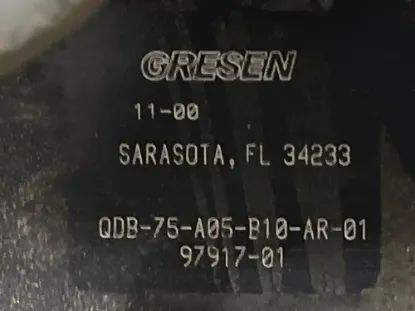 GRESEN
11-00
SARASOTA, FL 34233
QDB-75-A05-B10-AR-01
97917-01